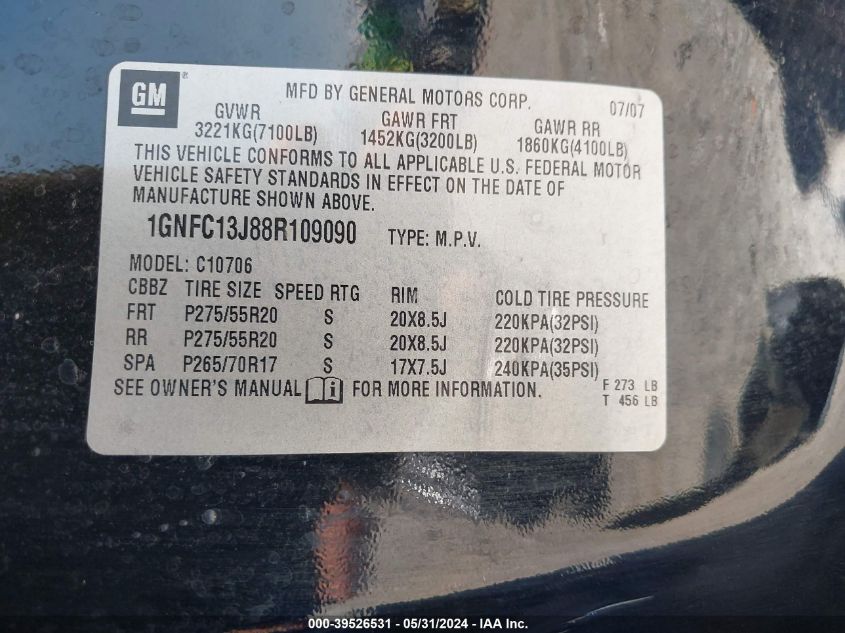 GM ® MFD BY GENERAL MOTORS CORP. 07/07
GVWR GAWR FRT GAWR RR
3221KG(7100LB) 1452KG(3200LB) 1860KG(4100LB)
THIS VEHICLE CONFORMS TO ALL APPLICABLE U.S. FEDERAL MOTOR
VEHICLE SAFETY STANDARDS IN EFFECT ON THE DATE OF
MANUFACTURE SHOWN ABOVE.
1GNFC13J88R109090 TYPE: M.P.V.
MODEL: C10706
CBBZ TIRE SIZE SPEED RTG RIM COLD TIRE PRESSURE
FRT P275/55R20 S 20X8.5J 220KPA(32PSI)
RR P275/55R20 S 20X8.5J 220KPA(32PSI)
SPA P265/70R17 S 17X7.5J 240KPA(35PSI)
SEE OWNER'S MANUAL i FOR MORE INFORMATION. F 273 LB
T 456 LB
000-39526531 - 05/31/2024 - IAA Inc.